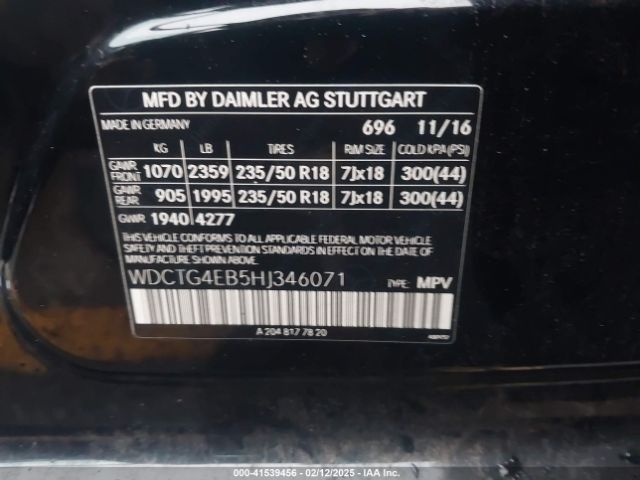 MFD BY DAIMLER AG STUTTGART
MADE IN GERMANY 696 11/16
KG LB TIRES RIM SIZE COLD KPA (PSI)
GAWR FRONT 1070 2359 235/50 R18 7Jx18 300(44)
GAWR REAR 905 1995 235/50 R18 7Jx18 300(44)
GVWR 1940 4277
THIS VEHICLE CONFORMS TO ALL APPLICABLE FEDERAL MOTOR VEHICLE
SAFETY AND THEFT PREVENTION STANDARDS IN EFFECT ON THE DATE OF
MANUFACTURE SHOWN ABOVE.
WDCTG4EB5HJ346071 TYPE: MPV
A 204 817 78 20
000-41539456 - 02/12/2025 - IAA Inc.